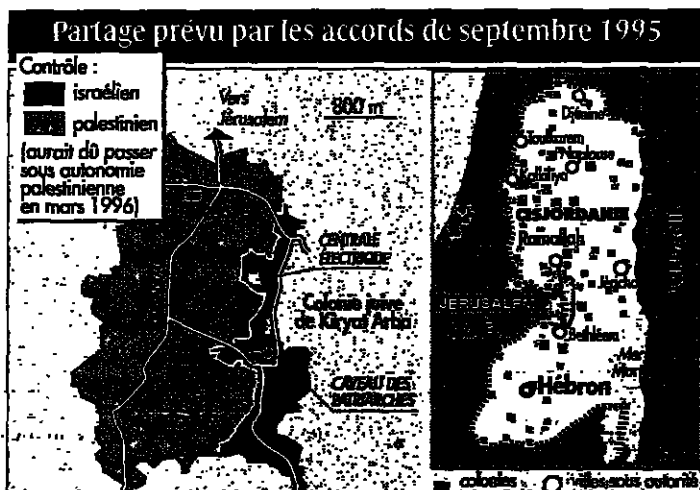 Partage prévu par les accords de septembre 1995
Contrôle :
israélien
palestinien
(aurait dû passer
sous autonomie
palestinienne
en mars 1996)
Vers
Jérusalem
800 m
CENTRALE
ÉLECTRIQUE
Colonie juive
de Kiryat Arba
CAVEAU DES
PATRIARCHES
Djénine
Toulkarem
Naplouse
Kalkiliya
CISJORDANIE
Ramallah
Jéricho
JÉRUSALEM
Bethléem
Mer
Hébron
colonies
villes sous autonomie